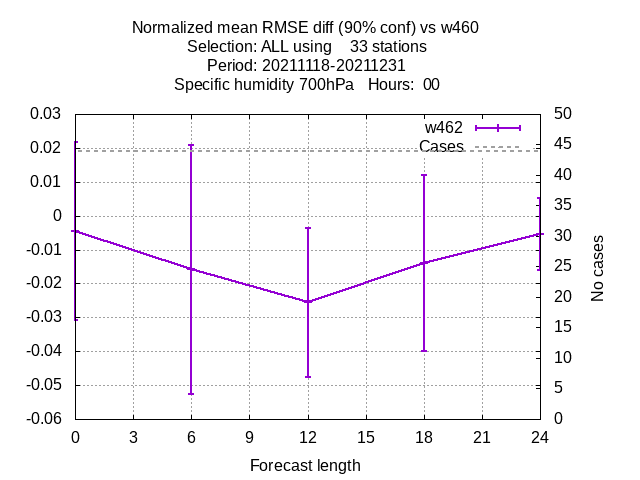 Normalized mean RMSE diff (90% conf) vs w460
Selection: ALL using    33 stations
Period: 20211118-20211231
Specific humidity 700hPa   Hours:  00
w462
Cases
0.03
0.02
0.01
0
-0.01
-0.02
-0.03
-0.04
-0.05
-0.06
50
45
40
35
30
25
20
15
10
5
0
No cases
0 3 6 9 12 15 18 21 24
Forecast length